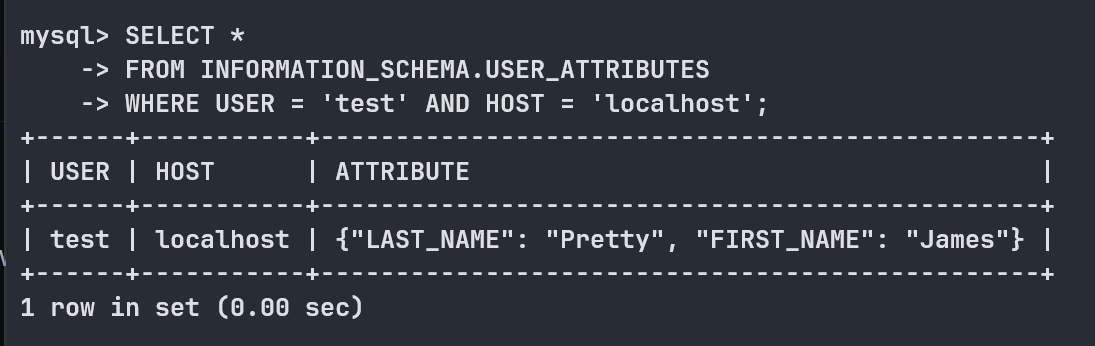 mysql> SELECT *
    -> FROM INFORMATION_SCHEMA.USER_ATTRIBUTES
    -> WHERE USER = 'test' AND HOST = 'localhost';
+------+-----------+------------------------------------------------+
| USER | HOST      | ATTRIBUTE                                      |
+------+-----------+------------------------------------------------+
| test | localhost | {"LAST_NAME": "Pretty", "FIRST_NAME": "James"} |
+------+-----------+------------------------------------------------+
1 row in set (0.00 sec)